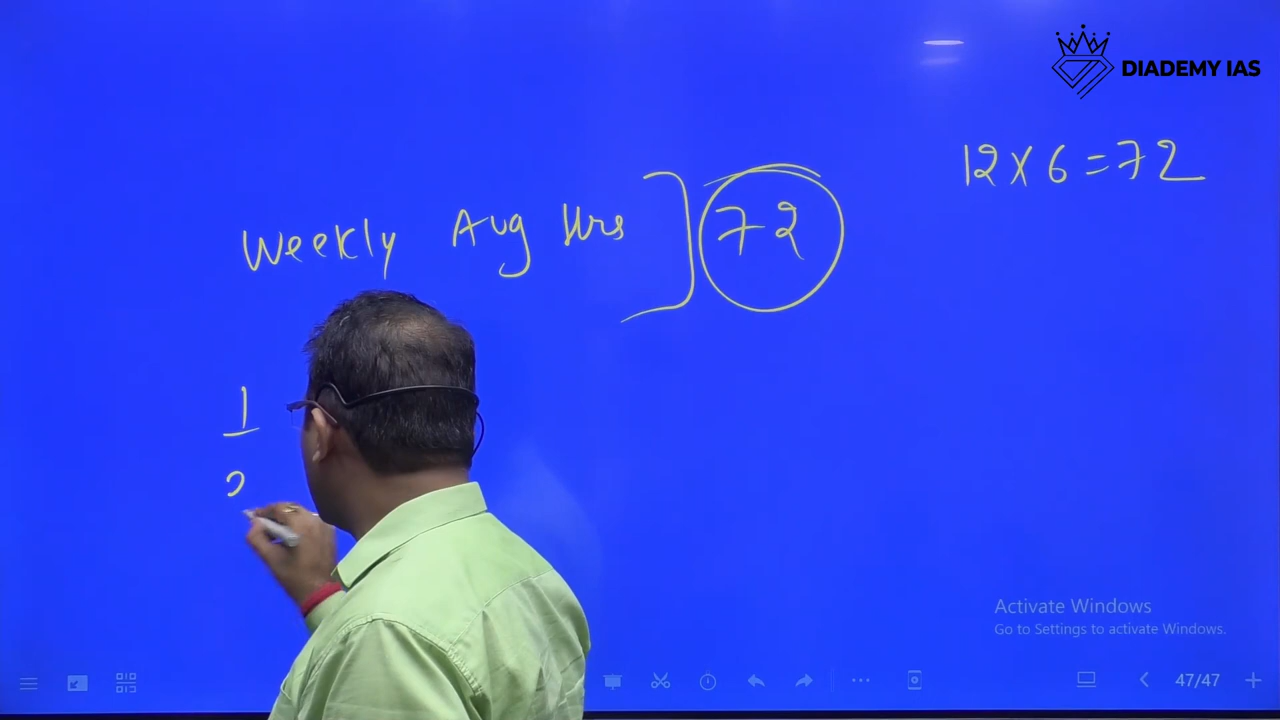 DIADEMY IAS
12 X 6 = 72
Weekly Avg Hrs ] 72
1
2
Activate Windows
Go to Settings to activate Windows.
47/47